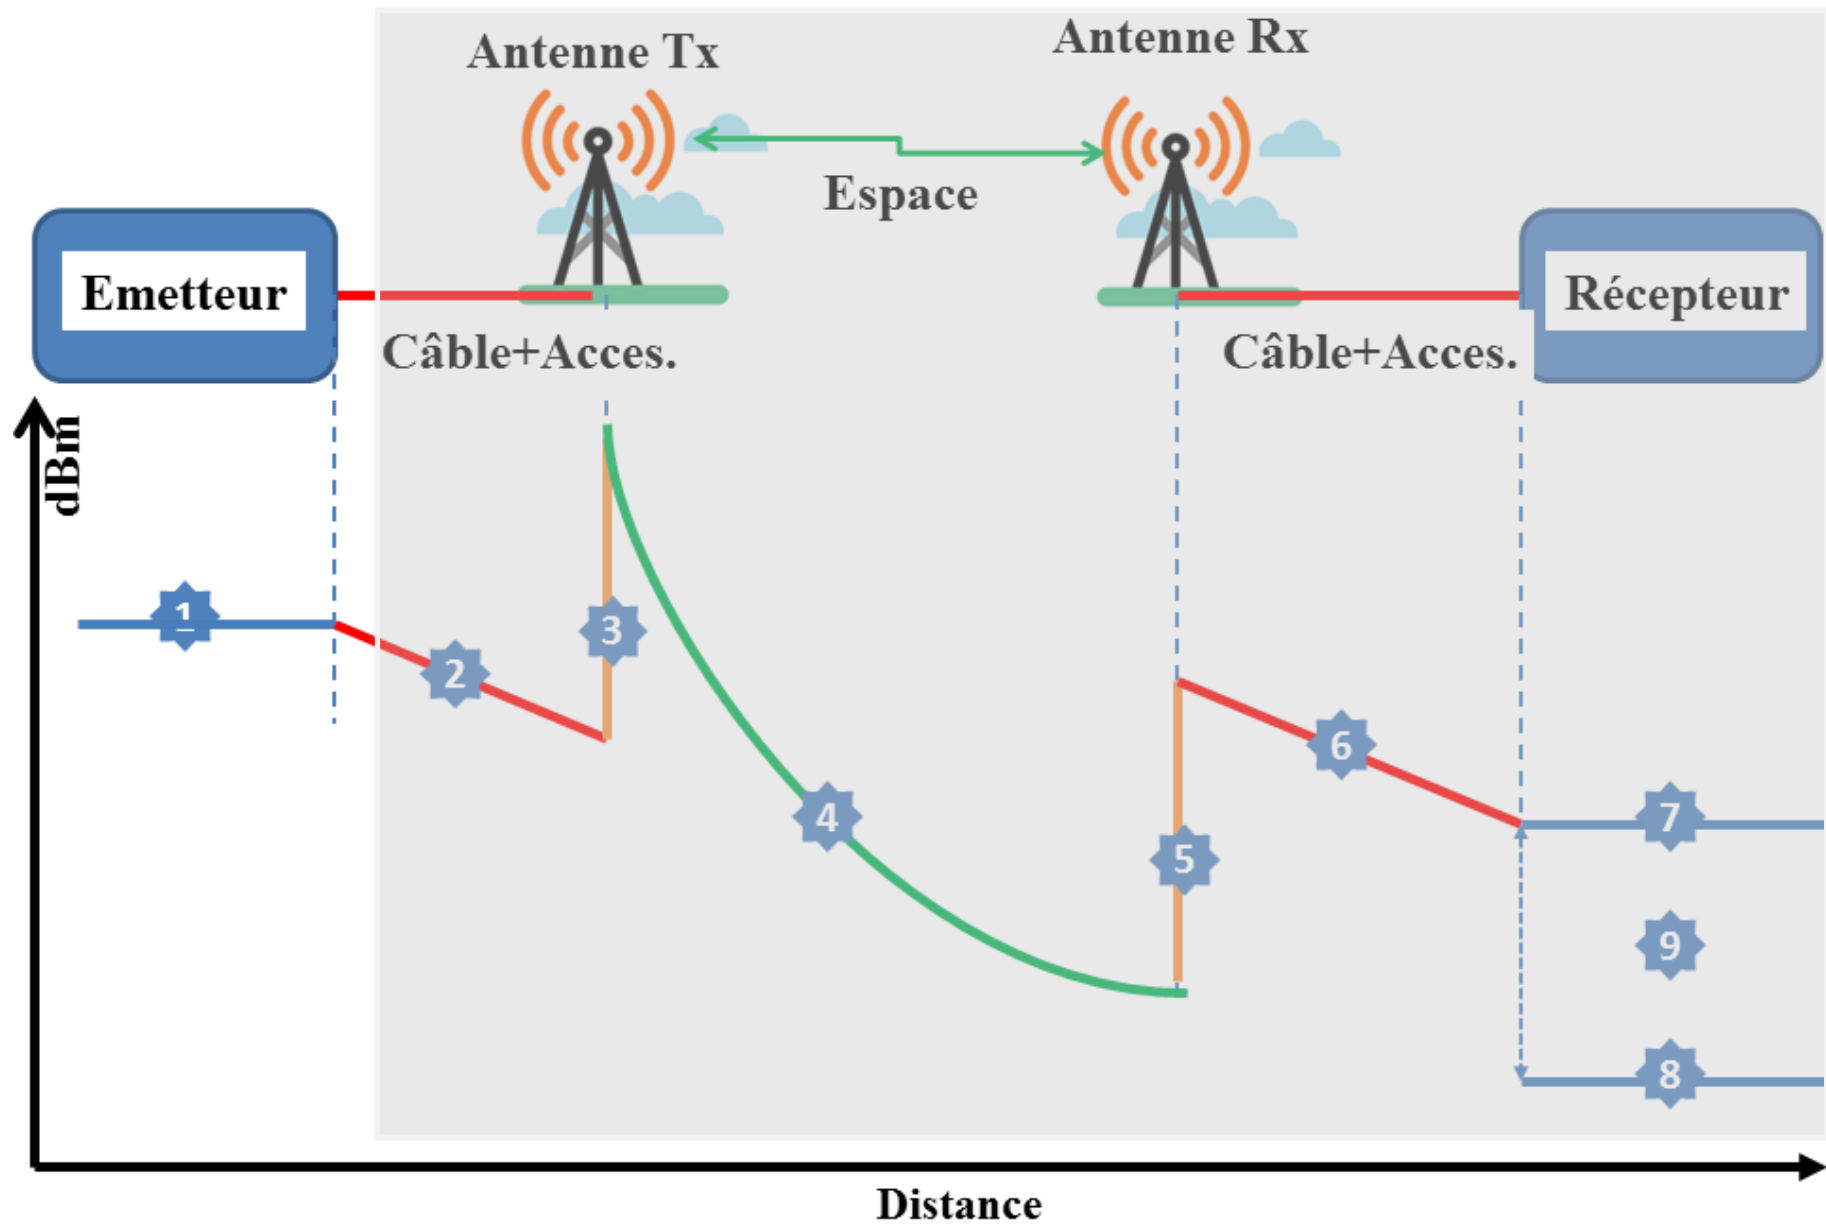 Antenne Tx
Antenne Rx
Espace
Emetteur
Récepteur
Câble+Acces.
Câble+Acces.
dBm
1
2
3
4
5
6
7
9
8
Distance